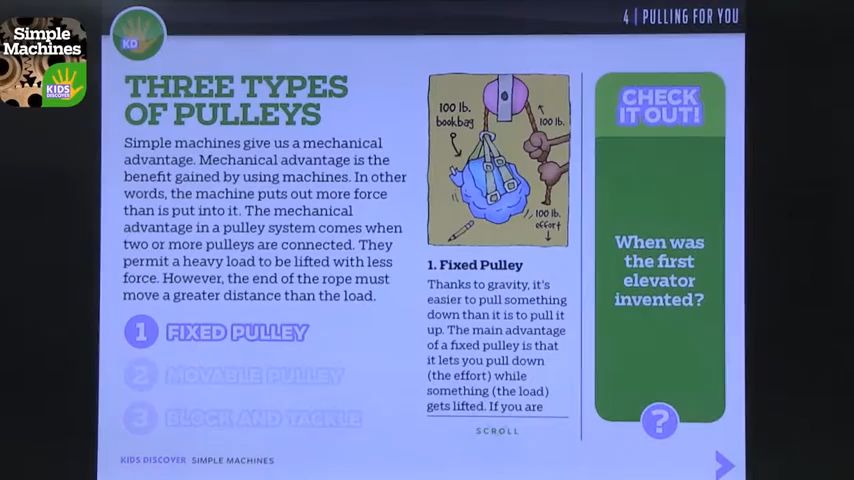 Simple
Machines
KIDS
DISCOVER
KD
4 | PULLING FOR YOU
THREE TYPES
OF PULLEYS
Simple machines give us a mechanical
advantage. Mechanical advantage is the
benefit gained by using machines. In other
words, the machine puts out more force
than is put into it. The mechanical
advantage in a pulley system comes when
two or more pulleys are connected. They
permit a heavy load to be lifted with less
force. However, the end of the rope must
move a greater distance than the load.
1 FIXED PULLEY
2 MOVABLE PULLEY
3 BLOCK AND TACKLE
100 lb.
bookbag
100 lb.
100 lb.
effort
1. Fixed Pulley
Thanks to gravity, it's
easier to pull something
down than it is to pull it
up. The main advantage
of a fixed pulley is that
it lets you pull down
(the effort) while
something (the load)
gets lifted. If you are
SCROLL
CHECK
IT OUT!
When was
the first
elevator
invented?
?
KIDS DISCOVER SIMPLE MACHINES